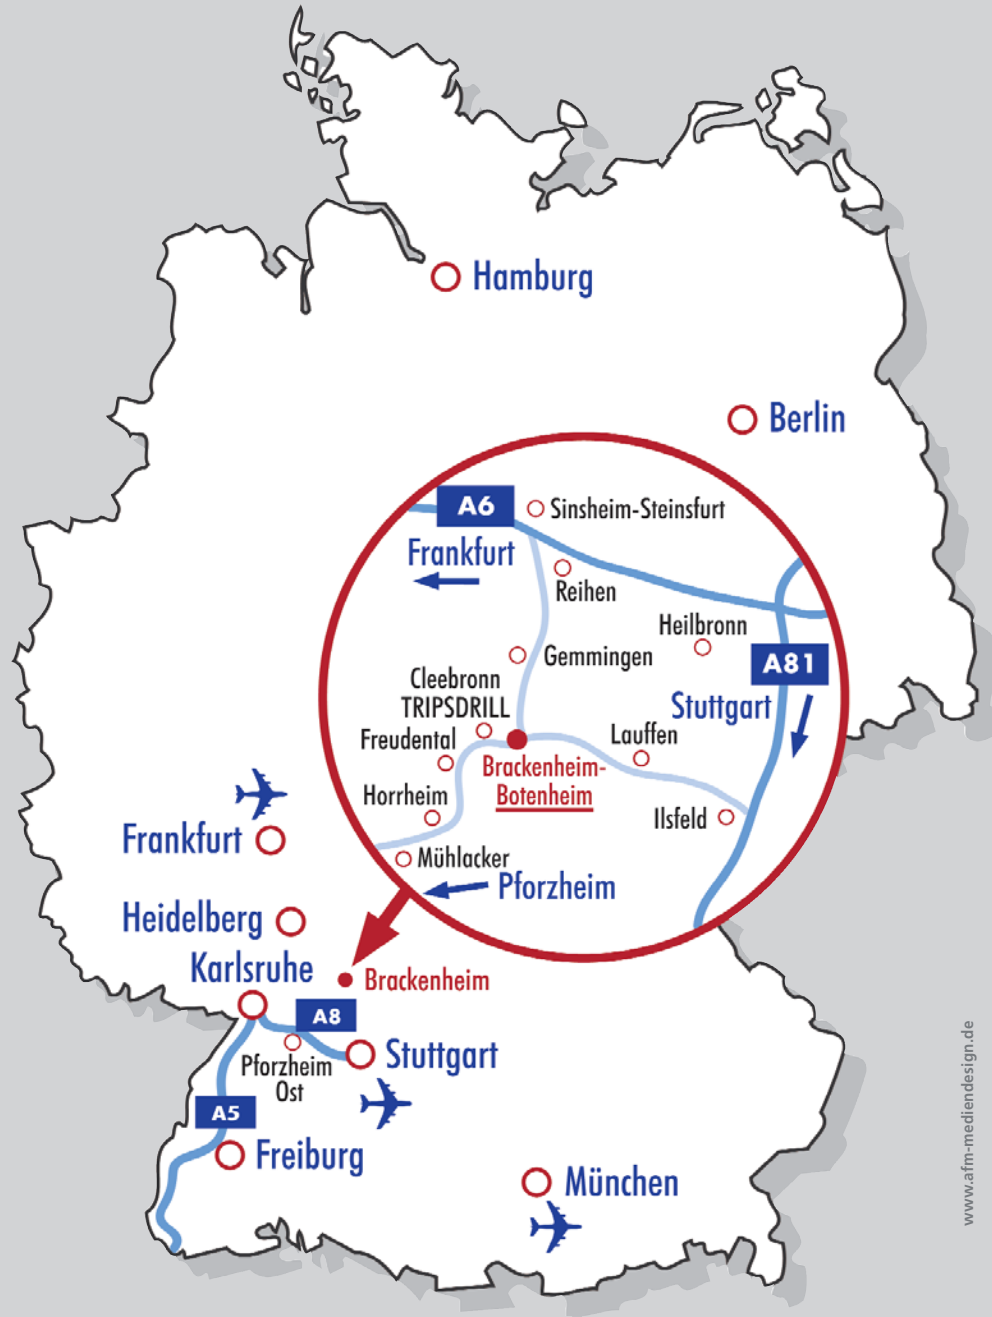 Hamburg
Berlin
A6
Sinsheim-Steinsfurt
Frankfurt
Reihen
Heilbronn
Gemmingen
A81
Cleebronn
TRIPSDRILL
Stuttgart
Freudental
Lauffen
Brackenheim-
Botenheim
Horrheim
Ilsfeld
Mühlacker
Pforzheim
Frankfurt
Heidelberg
Karlsruhe
Brackenheim
A8
Pforzheim
Ost
Stuttgart
A5
Freiburg
München
www.afm-mediendesign.de